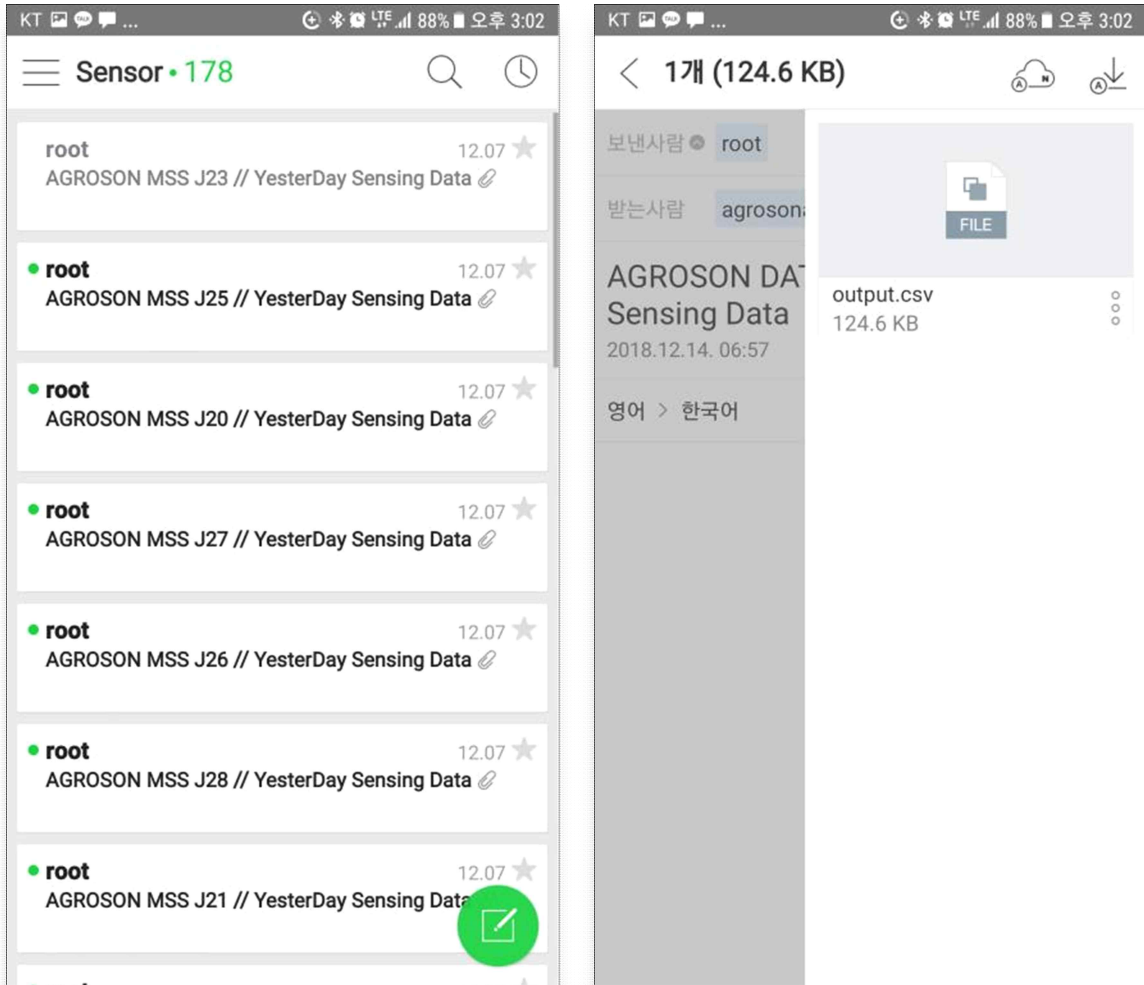 KT ... LTE 88% 오후 3:02
Sensor • 178
root 12.07
AGROSON MSS J23 // YesterDay Sensing Data
root 12.07
AGROSON MSS J25 // YesterDay Sensing Data
root 12.07
AGROSON MSS J20 // YesterDay Sensing Data
root 12.07
AGROSON MSS J27 // YesterDay Sensing Data
root 12.07
AGROSON MSS J26 // YesterDay Sensing Data
root 12.07
AGROSON MSS J28 // YesterDay Sensing Data
root 12.07
AGROSON MSS J21 // YesterDay Sensing Data
KT TALK ... LTE 88% 오후 3:02
1개 (124.6 KB)
A N A
보낸사람 root
받는사람 agrosona
AGROSON DAT
Sensing Data
2018.12.14. 06:57
영어 > 한국어
FILE
output.csv
124.6 KB